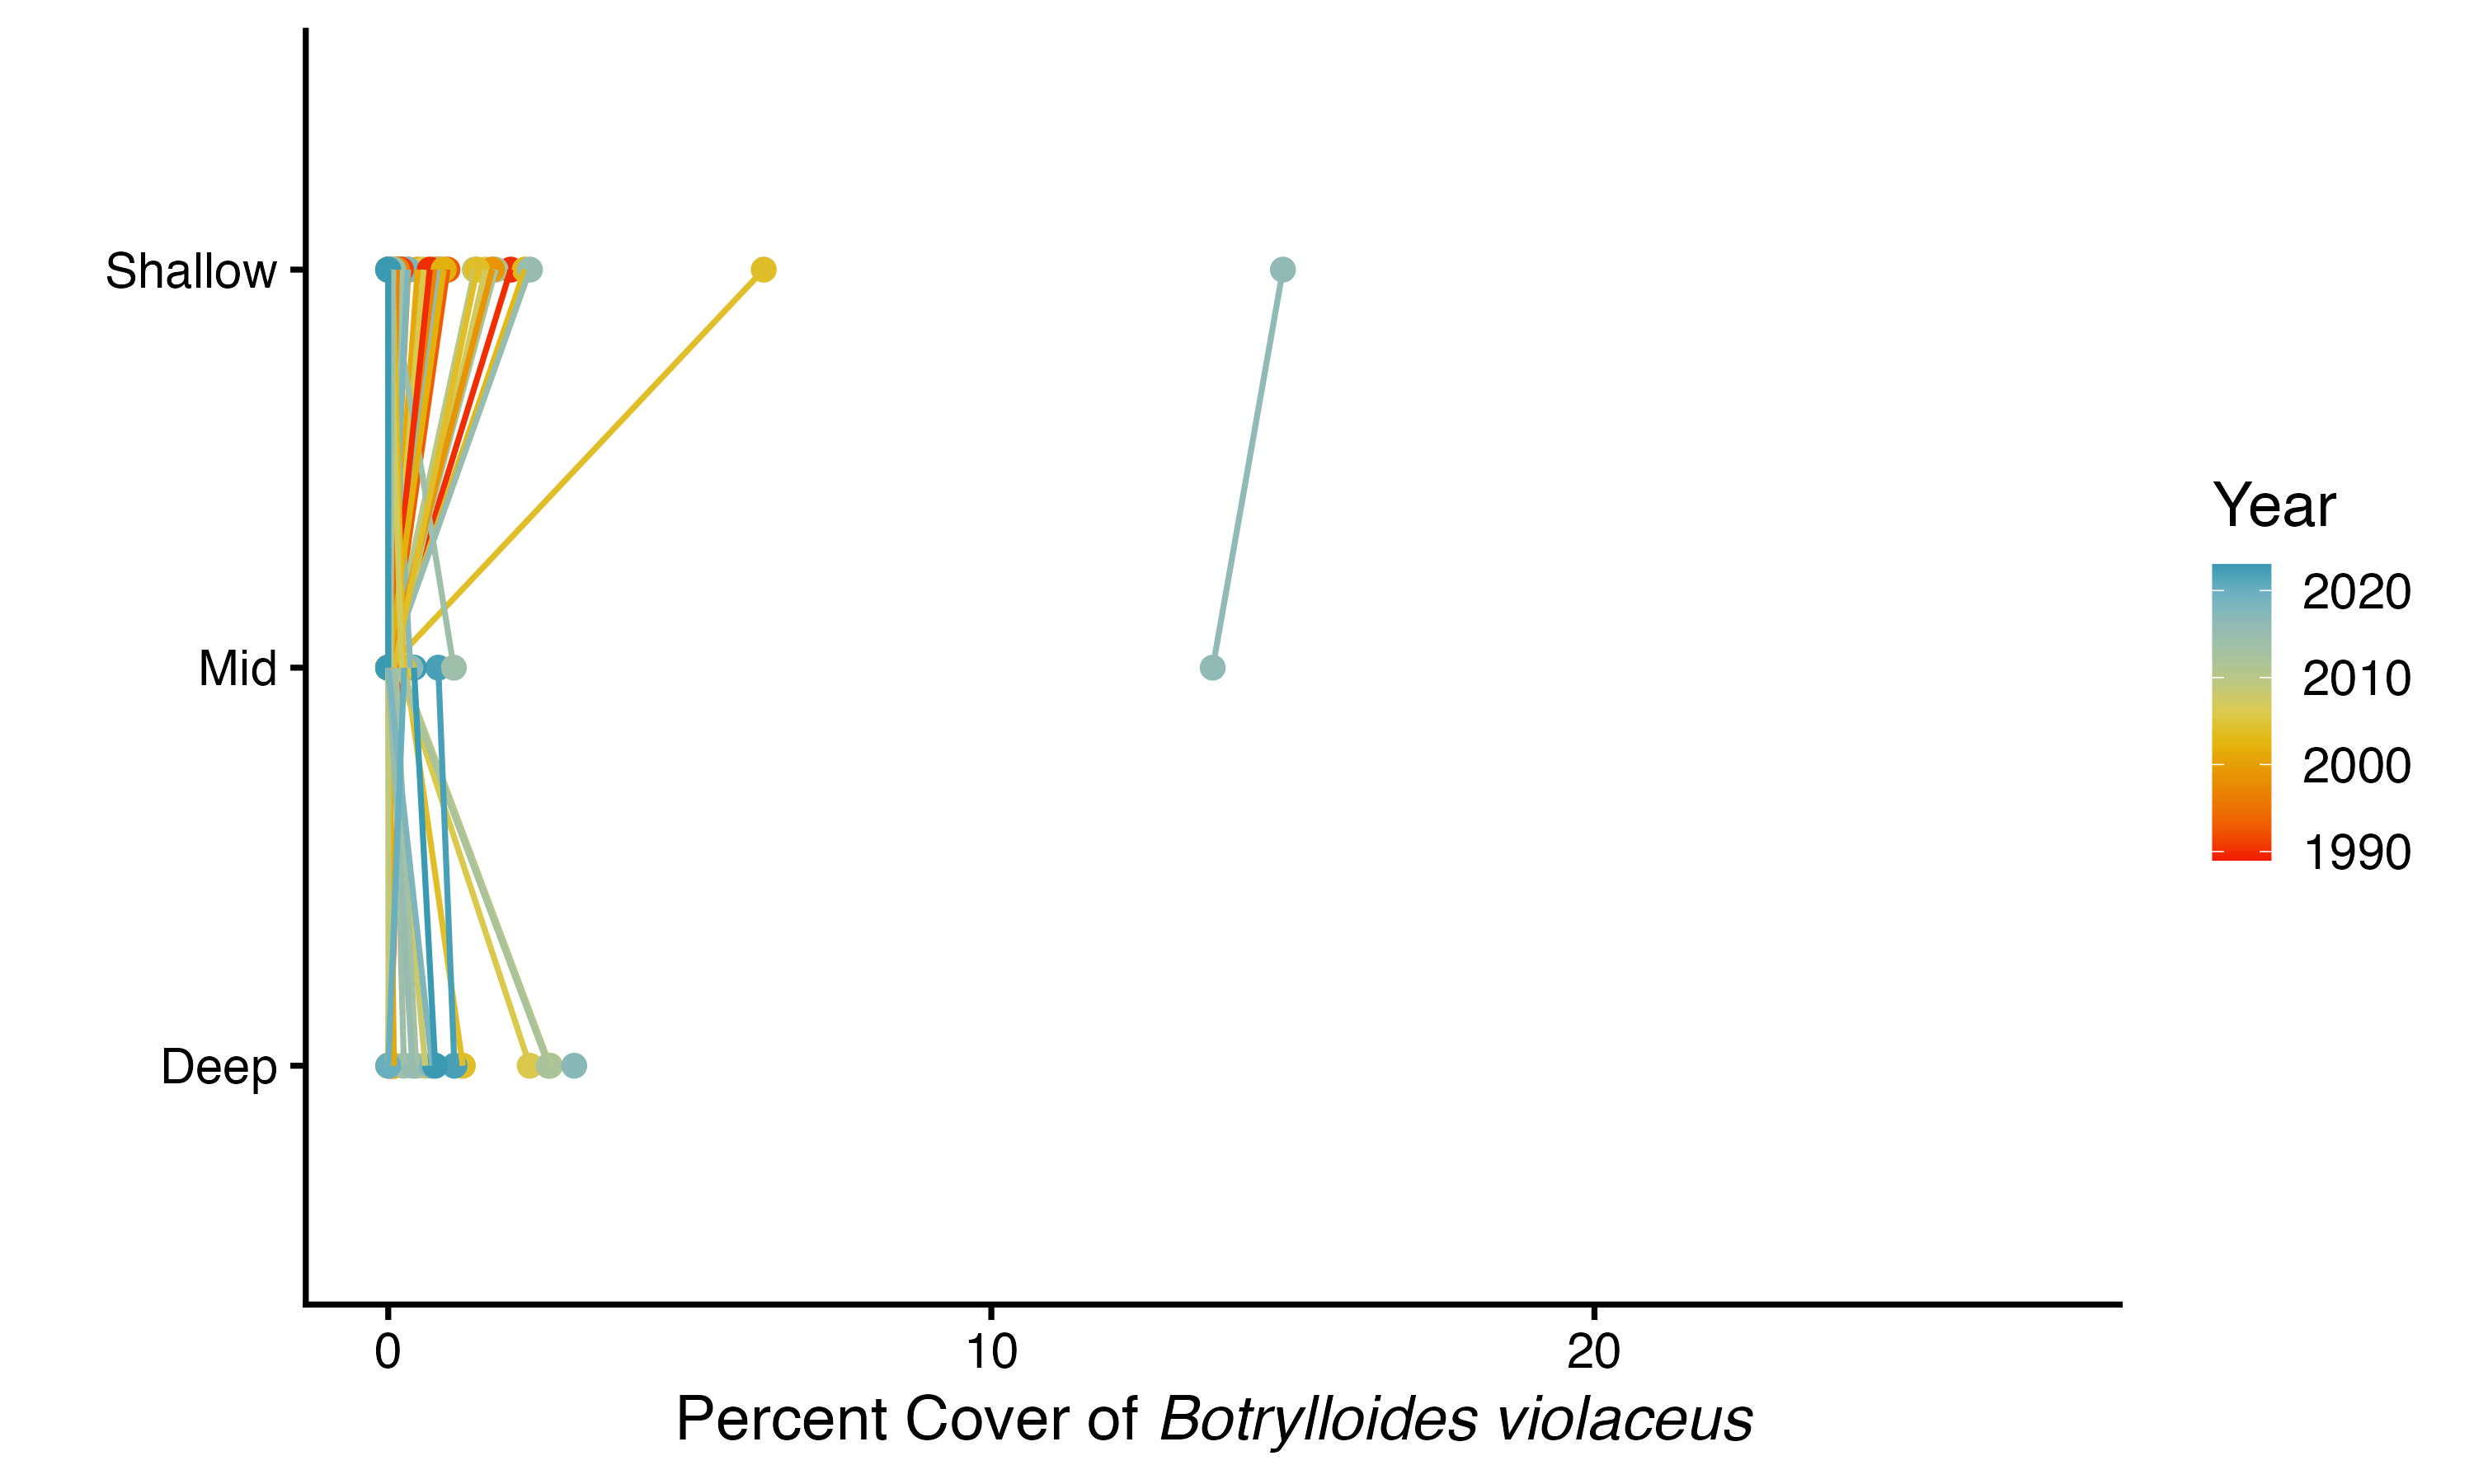 Shallow
Mid
Deep
0
10
20
Percent Cover of Botrylloides violaceus
Year
2020
2010
2000
1990